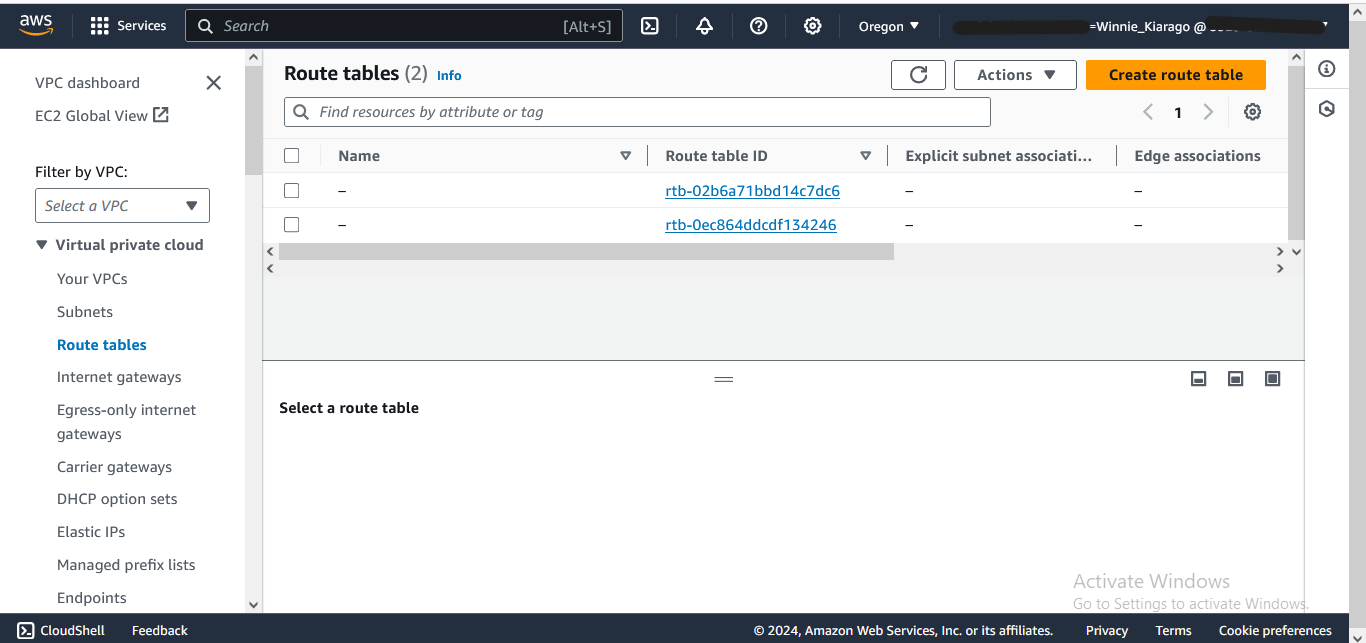 aws
Services
Search [Alt+S]
Oregon
=Winnie_Kiarago @
VPC dashboard
EC2 Global View
Filter by VPC:
Select a VPC
Virtual private cloud
Your VPCs
Subnets
Route tables
Internet gateways
Egress-only internet
gateways
Carrier gateways
DHCP option sets
Elastic IPs
Managed prefix lists
Endpoints
Route tables (2) Info
Actions
Create route table
Find resources by attribute or tag
1
Name Route table ID Explicit subnet associati... Edge associations
– rtb-02b6a71bbd14c7dc6 – –
– rtb-0ec864ddcdf134246 – –
Select a route table
Activate Windows
Go to Settings to activate Windows.
CloudShell Feedback © 2024, Amazon Web Services, Inc. or its affiliates. Privacy Terms Cookie preferences